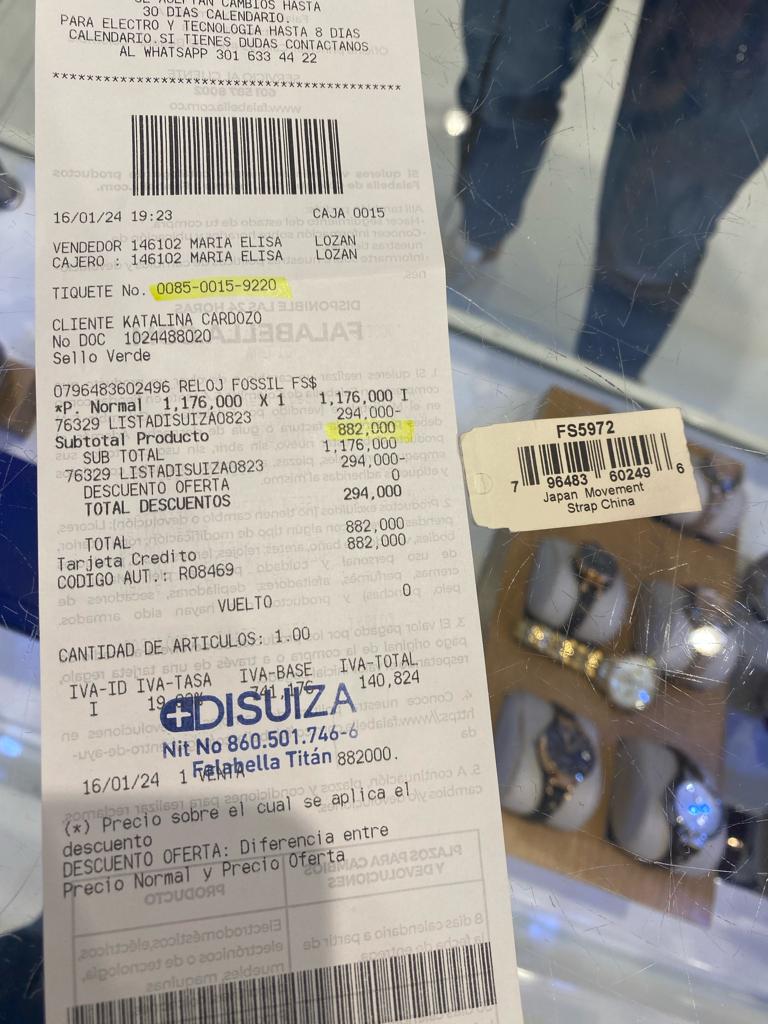 SE ACEPTAN CAMBIOS HASTA
30 DIAS CALENDARIO.
PARA ELECTRO Y TECNOLOGIA HASTA 8 DIAS
CALENDARIO.SI TIENES DUDAS CONTACTANOS
AL WHATSAPP 301 633 44 22
16/01/24 19:23 CAJA 0015
VENDEDOR 146102 MARIA ELISA LOZAN
CAJERO : 146102 MARIA ELISA LOZAN
TIQUETE No. 0085-0015-9220
CLIENTE KATALINA CARDOZO
No DOC 1024488020
Sello Verde
0796483602496 RELOJ FOSSIL FS$
*P. Normal 1,176,000 X 1 1,176,000 I
76329 LISTADISUIZA0823 294,000-
Subtotal Producto 882,000
SUB TOTAL 1,176,000
76329 LISTADISUIZA0823 294,000-
DESCUENTO OFERTA 0
TOTAL DESCUENTOS 294,000
TOTAL 882,000
Tarjeta Credito 882,000
CODIGO AUT.: R08469
VUELTO 0
CANTIDAD DE ARTICULOS: 1.00
IVA-ID IVA-TASA IVA-BASE IVA-TOTAL
I 741,176 140,824
DISUIZA
Nit No 860.501.746-6
Falabella Titán
16/01/24 1 VENTA 882000.
(*) Precio sobre el cual se aplica el
descuento
DESCUENTO OFERTA: Diferencia entre
Precio Normal y Precio Oferta
FS5972
7 96483 60249 6
Japan Movement
Strap China